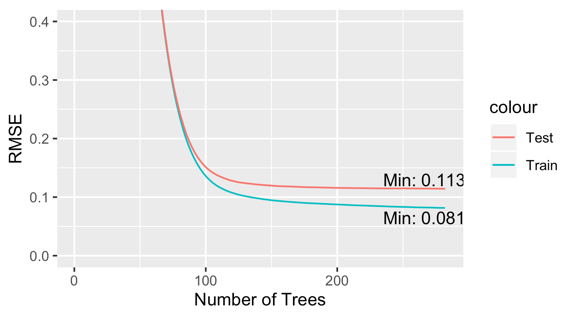 0.4
0.3
0.2
0.1
0.0
RMSE
Min: 0.113
Min: 0.081
0
100
200
Number of Trees
colour
Test
Train